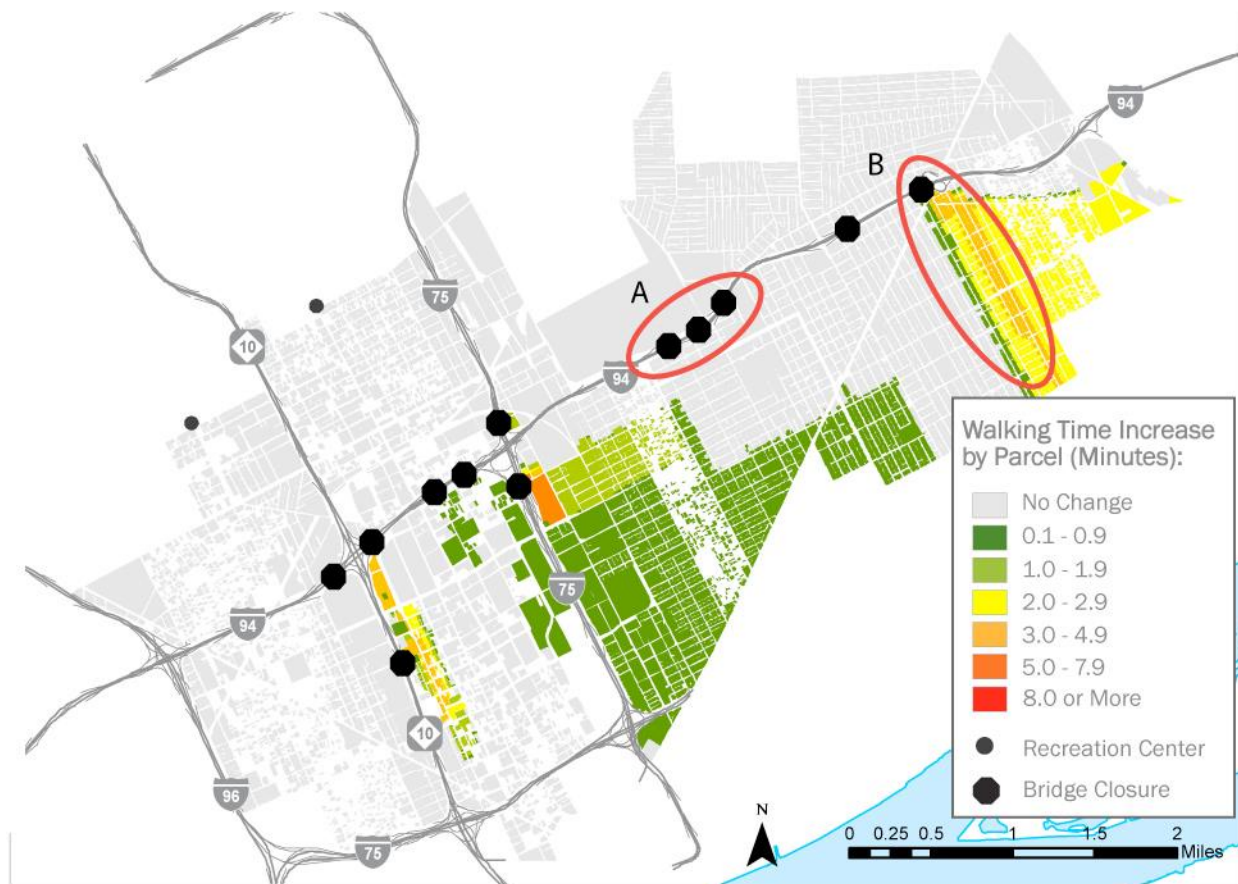 94
B
A
75
10
94
75
94
10
96
75
Walking Time Increase
by Parcel (Minutes):
No Change
0.1 - 0.9
1.0 - 1.9
2.0 - 2.9
3.0 - 4.9
5.0 - 7.9
8.0 or More
Recreation Center
Bridge Closure
N
0 0.25 0.5 1 1.5 2
Miles